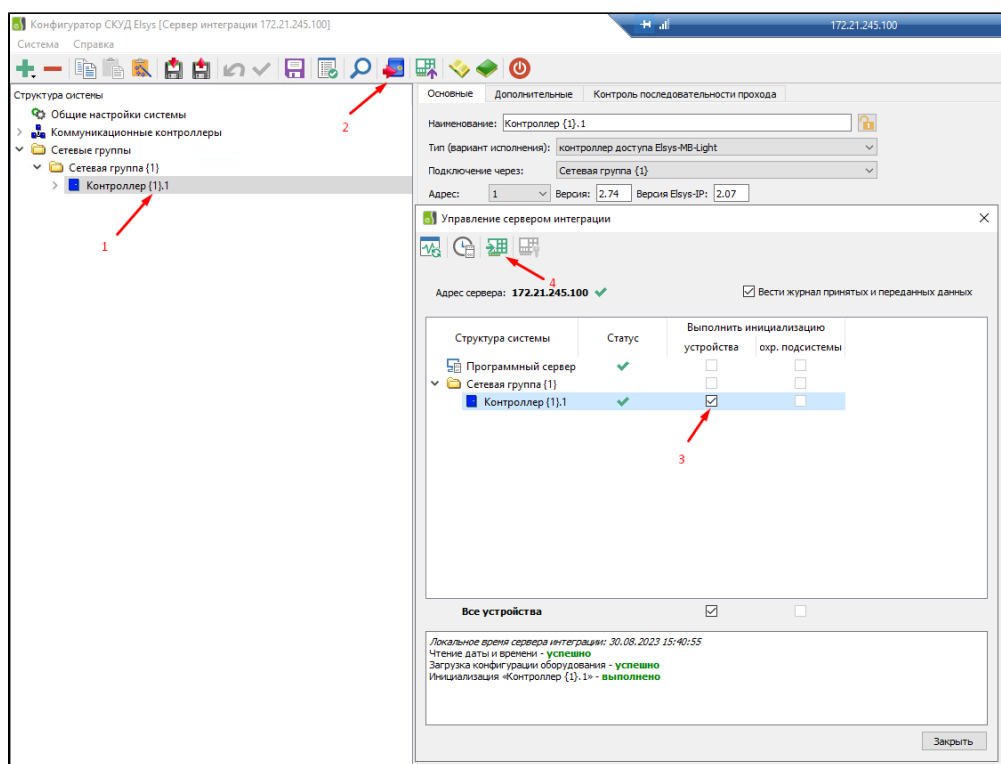 Конфигуратор СКУД Elsys [Сервер интеграции 172.21.245.100]
172.21.245.100
Система Справка
Структура системы
Общие настройки системы
Коммуникационные контроллеры
Сетевые группы
Сетевая группа {1}
Контроллер {1}.1
1
2
Основные Дополнительные Контроль последовательности прохода
Наименование: Контроллер {1}.1
Тип (вариант исполнения): контроллер доступа Elsys-MB-Light
Подключение через: Сетевая группа {1}
Адрес: 1 Версия: 2.74 Версия Elsys-IP: 2.07
Управление сервером интеграции
4
Адрес сервера: 172.21.245.100 Вести журнал принятых и переданных данных
Структура системы Статус Выполнить инициализацию
устройства охр. подсистемы
Программный сервер
Сетевая группа {1}
Контроллер {1}.1
3
Все устройства
Локальное время сервера интеграции: 30.08.2023 15:40:55
Чтение даты и времени - успешно
Загрузка конфигурации оборудования - успешно
Инициализация «Контроллер {1}.1» - выполнено
Закрыть